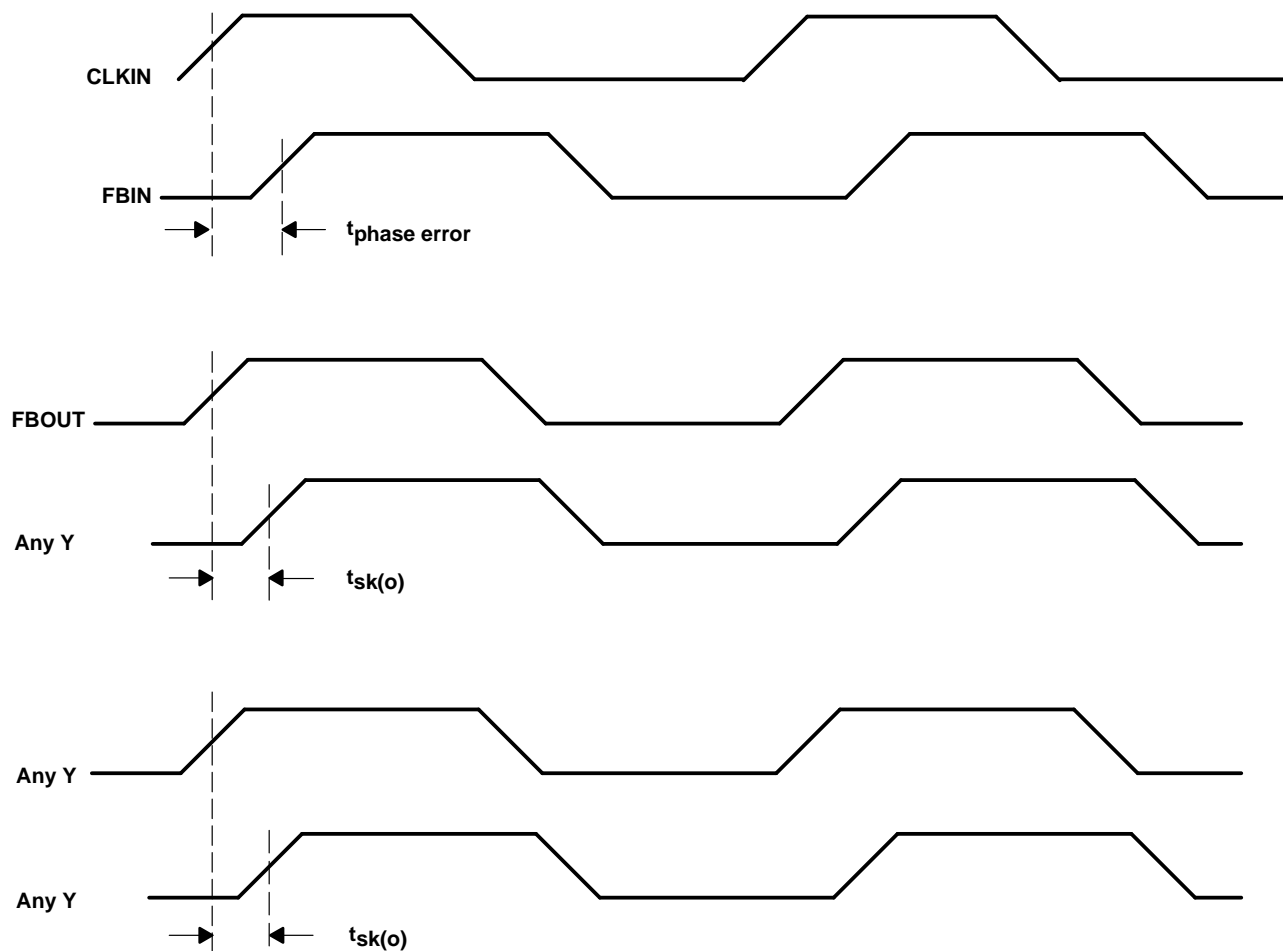 CLKIN
FBIN
tphase error
FBOUT
Any Y
tsk(o)
Any Y
Any Y
tsk(o)